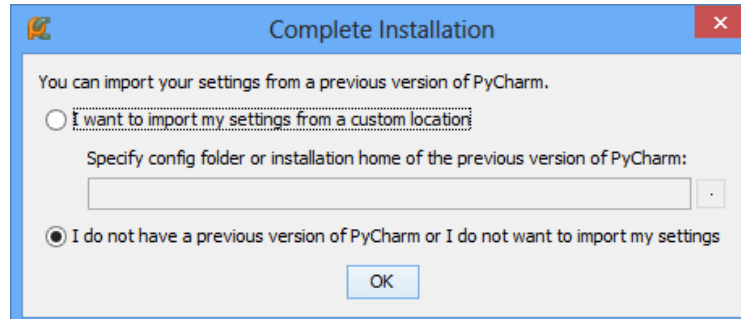 Complete Installation
You can import your settings from a previous version of PyCharm.
I want to import my settings from a custom location
Specify config folder or installation home of the previous version of PyCharm:
.
I do not have a previous version of PyCharm or I do not want to import my settings
OK